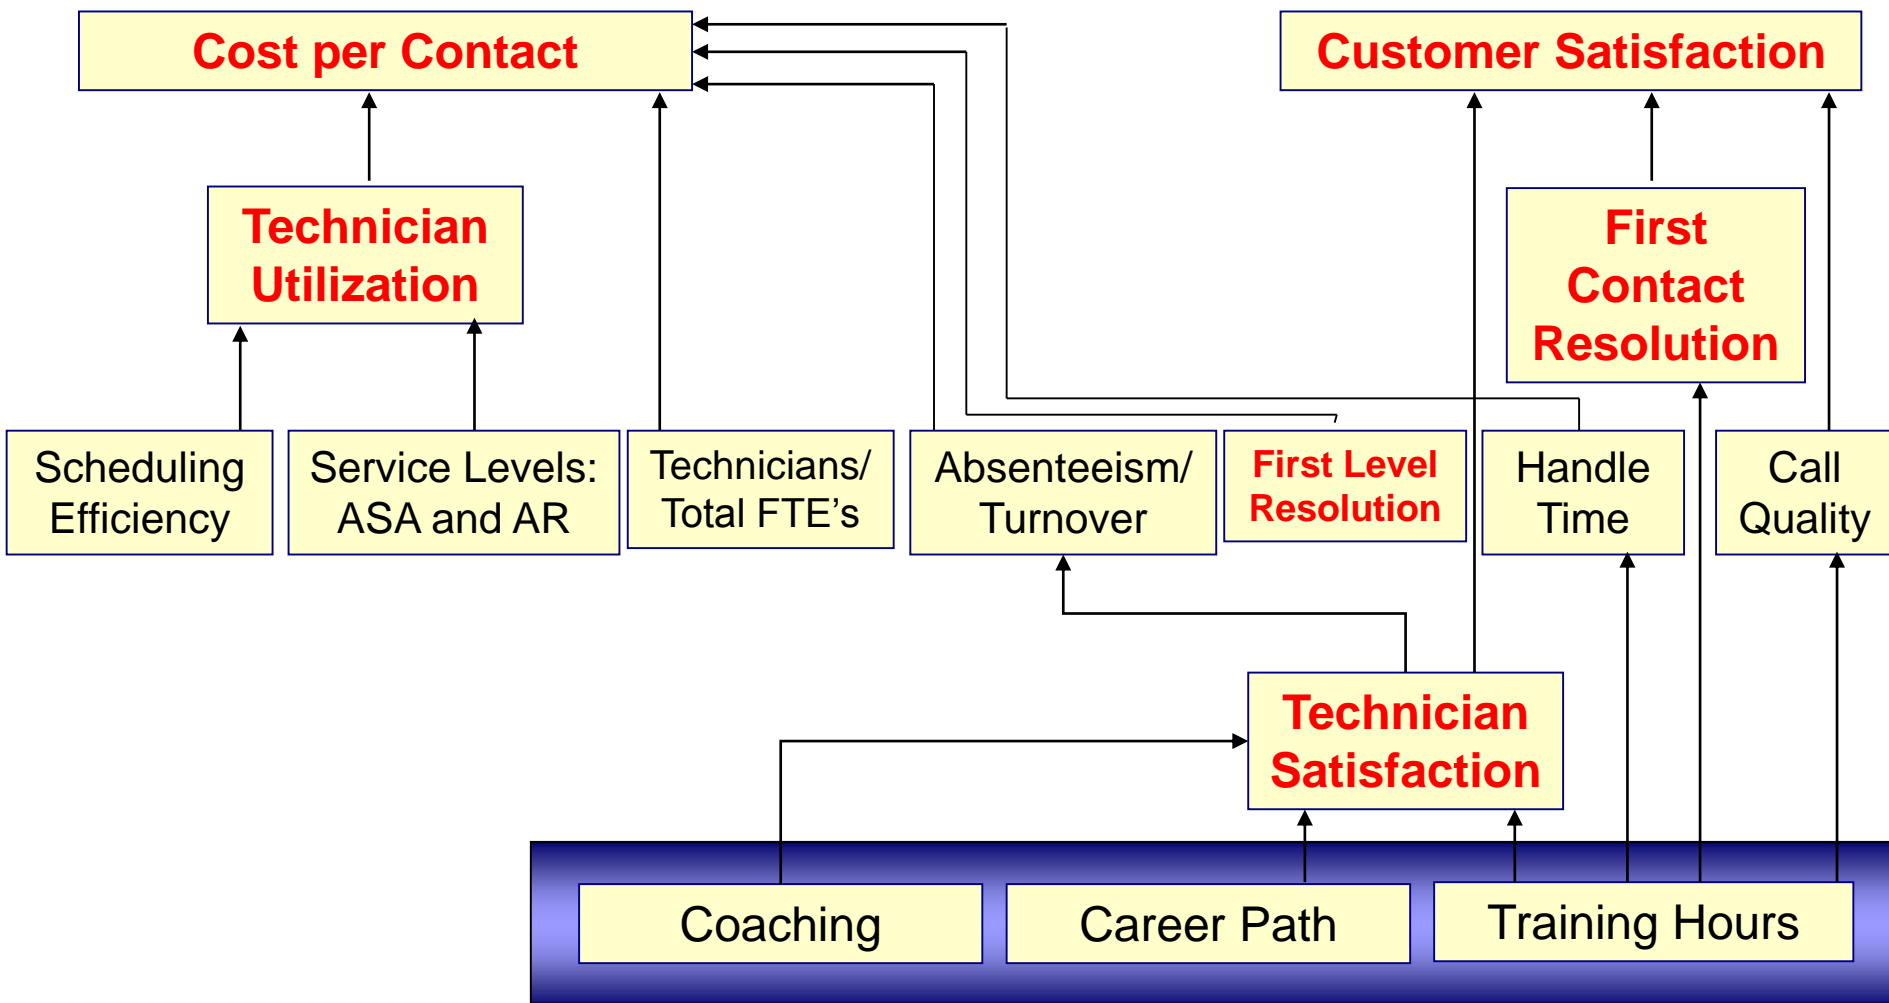 Cost per Contact
Customer Satisfaction
Technician
Utilization
First
Contact
Resolution
Scheduling
Efficiency
Service Levels:
ASA and AR
Technicians/
Total FTE’s
Absenteeism/
Turnover
First Level
Resolution
Handle
Time
Call
Quality
Technician
Satisfaction
Coaching
Career Path
Training Hours